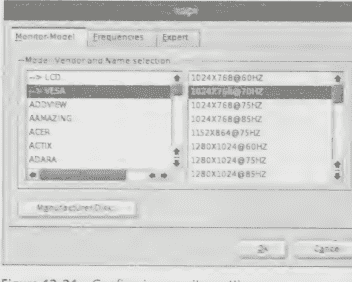 Monitor-Model Frequencies Expert
Model: Vendor and Name selection
--> LCD
--> VESA
ADDVIEW
AAMAZING
ACER
ACTIX
ADARA
1024X768@60HZ
1024X768@70HZ
1024X768@75HZ
1024X768@85HZ
1152X864@75HZ
1280X1024@60HZ
1280X1024@75HZ
1280X1024@85HZ
Manufacturer Disk...
Ok Cancel